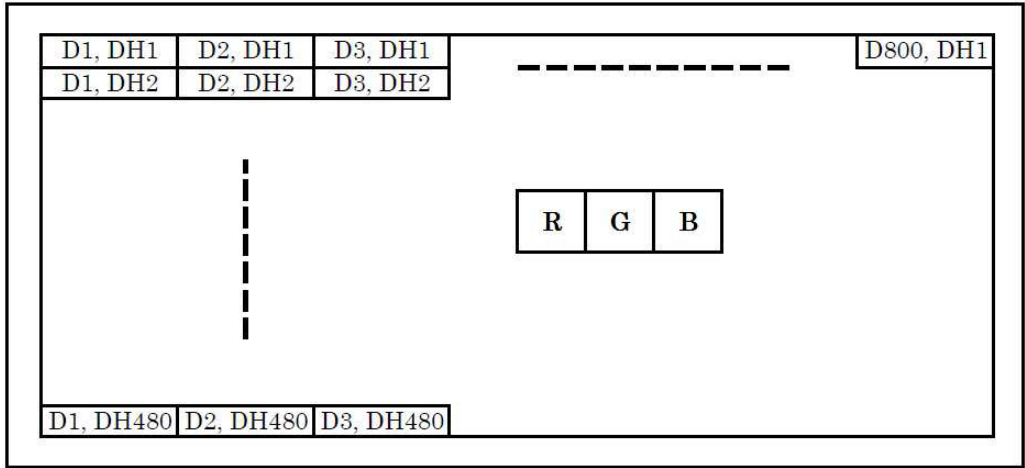 D1, DH1 D2, DH1 D3, DH1 D800, DH1
D1, DH2 D2, DH2 D3, DH2
R G B
D1, DH480 D2, DH480 D3, DH480